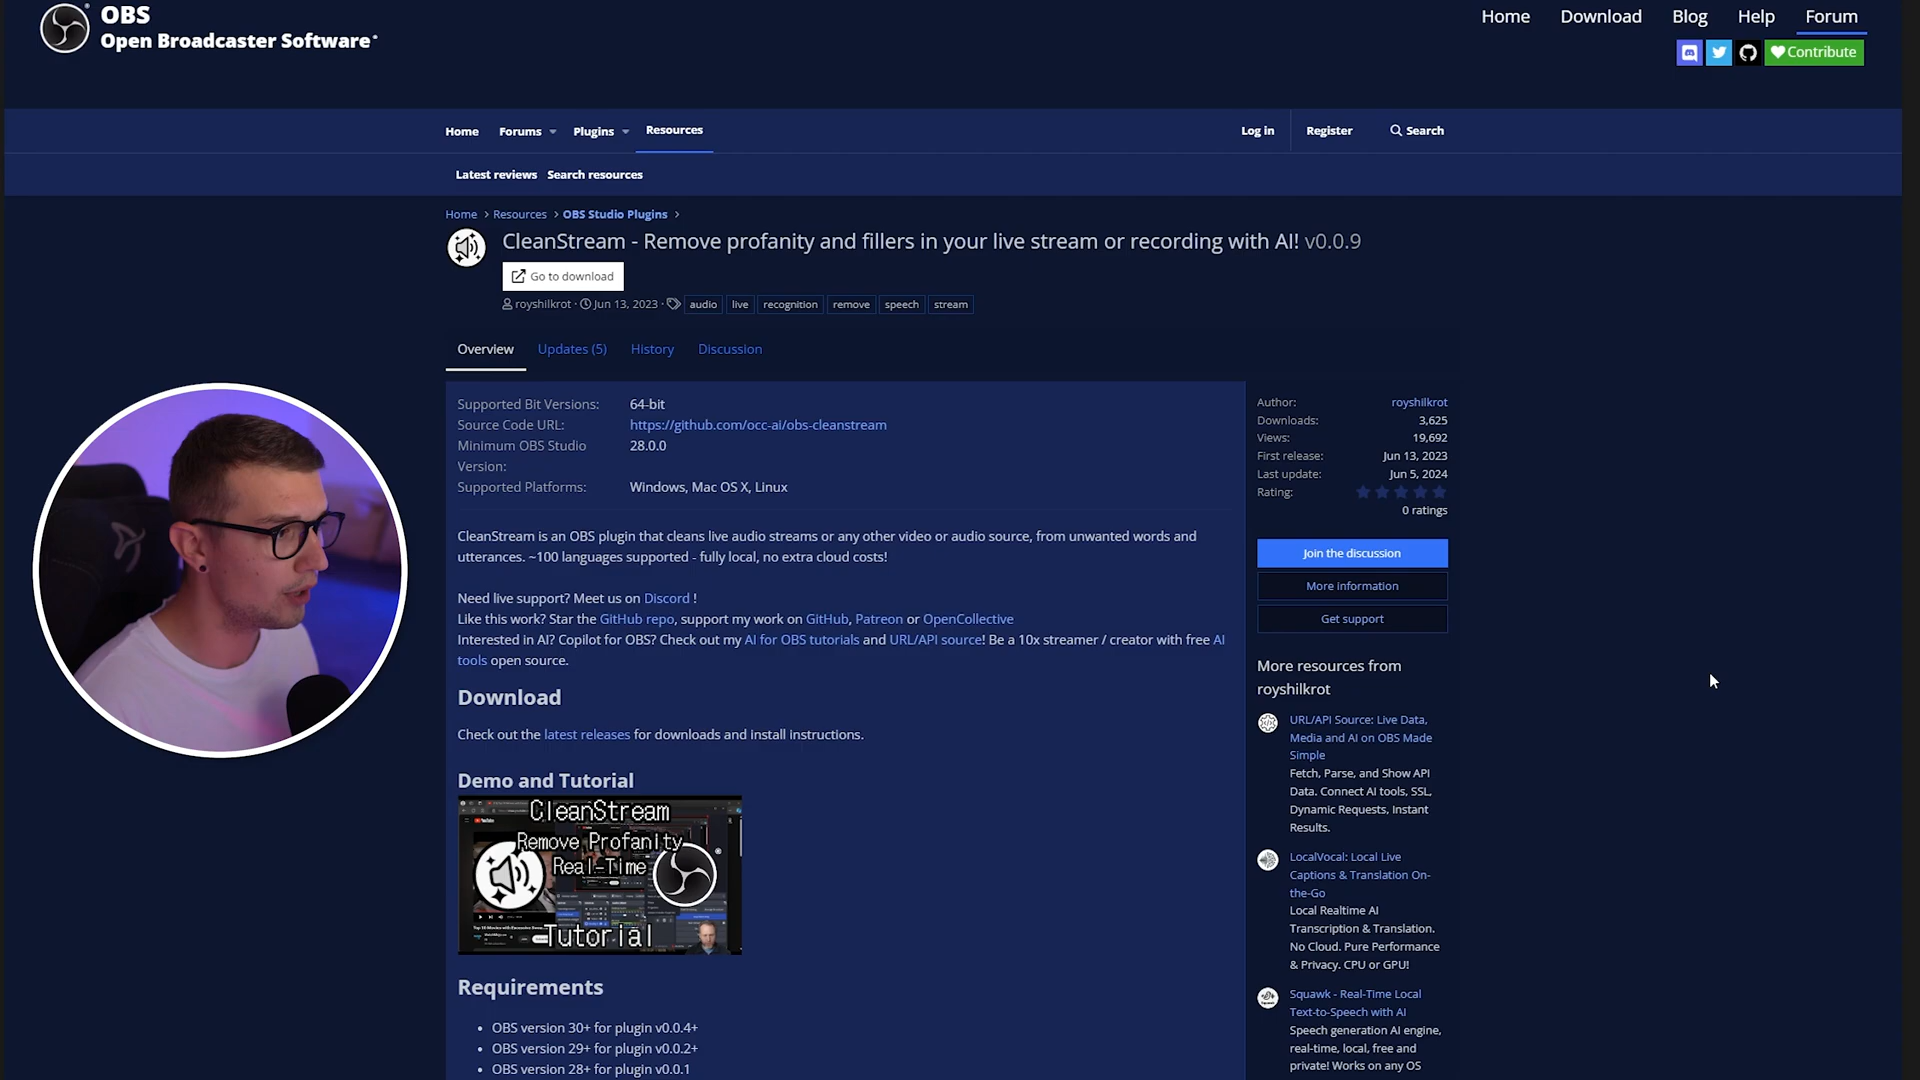 OBS
Open Broadcaster Software®
Home Download Blog Help Forum
Contribute
Home Forums Plugins Resources Log in Register Search
Latest reviews Search resources
Home > Resources > OBS Studio Plugins >
CleanStream - Remove profanity and fillers in your live stream or recording with AI! v0.0.9
Go to download
royshilkrot · Jun 13, 2023 · audio live recognition remove speech stream
Overview Updates (5) History Discussion
Supported Bit Versions: 64-bit
Source Code URL: https://github.com/occ-ai/obs-cleanstream
Minimum OBS Studio 28.0.0
Version:
Supported Platforms: Windows, Mac OS X, Linux
CleanStream is an OBS plugin that cleans live audio streams or any other video or audio source, from unwanted words and
utterances. ~100 languages supported - fully local, no extra cloud costs!
Need live support? Meet us on Discord !
Like this work? Star the GitHub repo, support my work on GitHub, Patreon or OpenCollective
Interested in AI? Copilot for OBS? Check out my AI for OBS tutorials and URL/API source! Be a 10x streamer / creator with free AI
tools open source.
Download
Check out the latest releases for downloads and install instructions.
Demo and Tutorial
CleanStream
Remove Profanity
Real-Time
Tutorial
Requirements
• OBS version 30+ for plugin v0.0.4+
• OBS version 29+ for plugin v0.0.2+
• OBS version 28+ for plugin v0.0.1
Author: royshilkrot
Downloads: 3,625
Views: 19,692
First release: Jun 13, 2023
Last update: Jun 5, 2024
Rating:
0 ratings
Join the discussion
More information
Get support
More resources from
royshilkrot
URL/API Source: Live Data,
Media and AI on OBS Made
Simple
Fetch, Parse, and Show API
Data. Connect AI tools, SSL,
Dynamic Requests, Instant
Results.
LocalVocal: Local Live
Captions & Translation On-
the-Go
Local Realtime AI
Transcription & Translation.
No Cloud. Pure Performance
& Privacy. CPU or GPU!
Squawk - Real-Time Local
Text-to-Speech with AI
Speech generation AI engine,
real-time, local, free and
private! Works on any OS